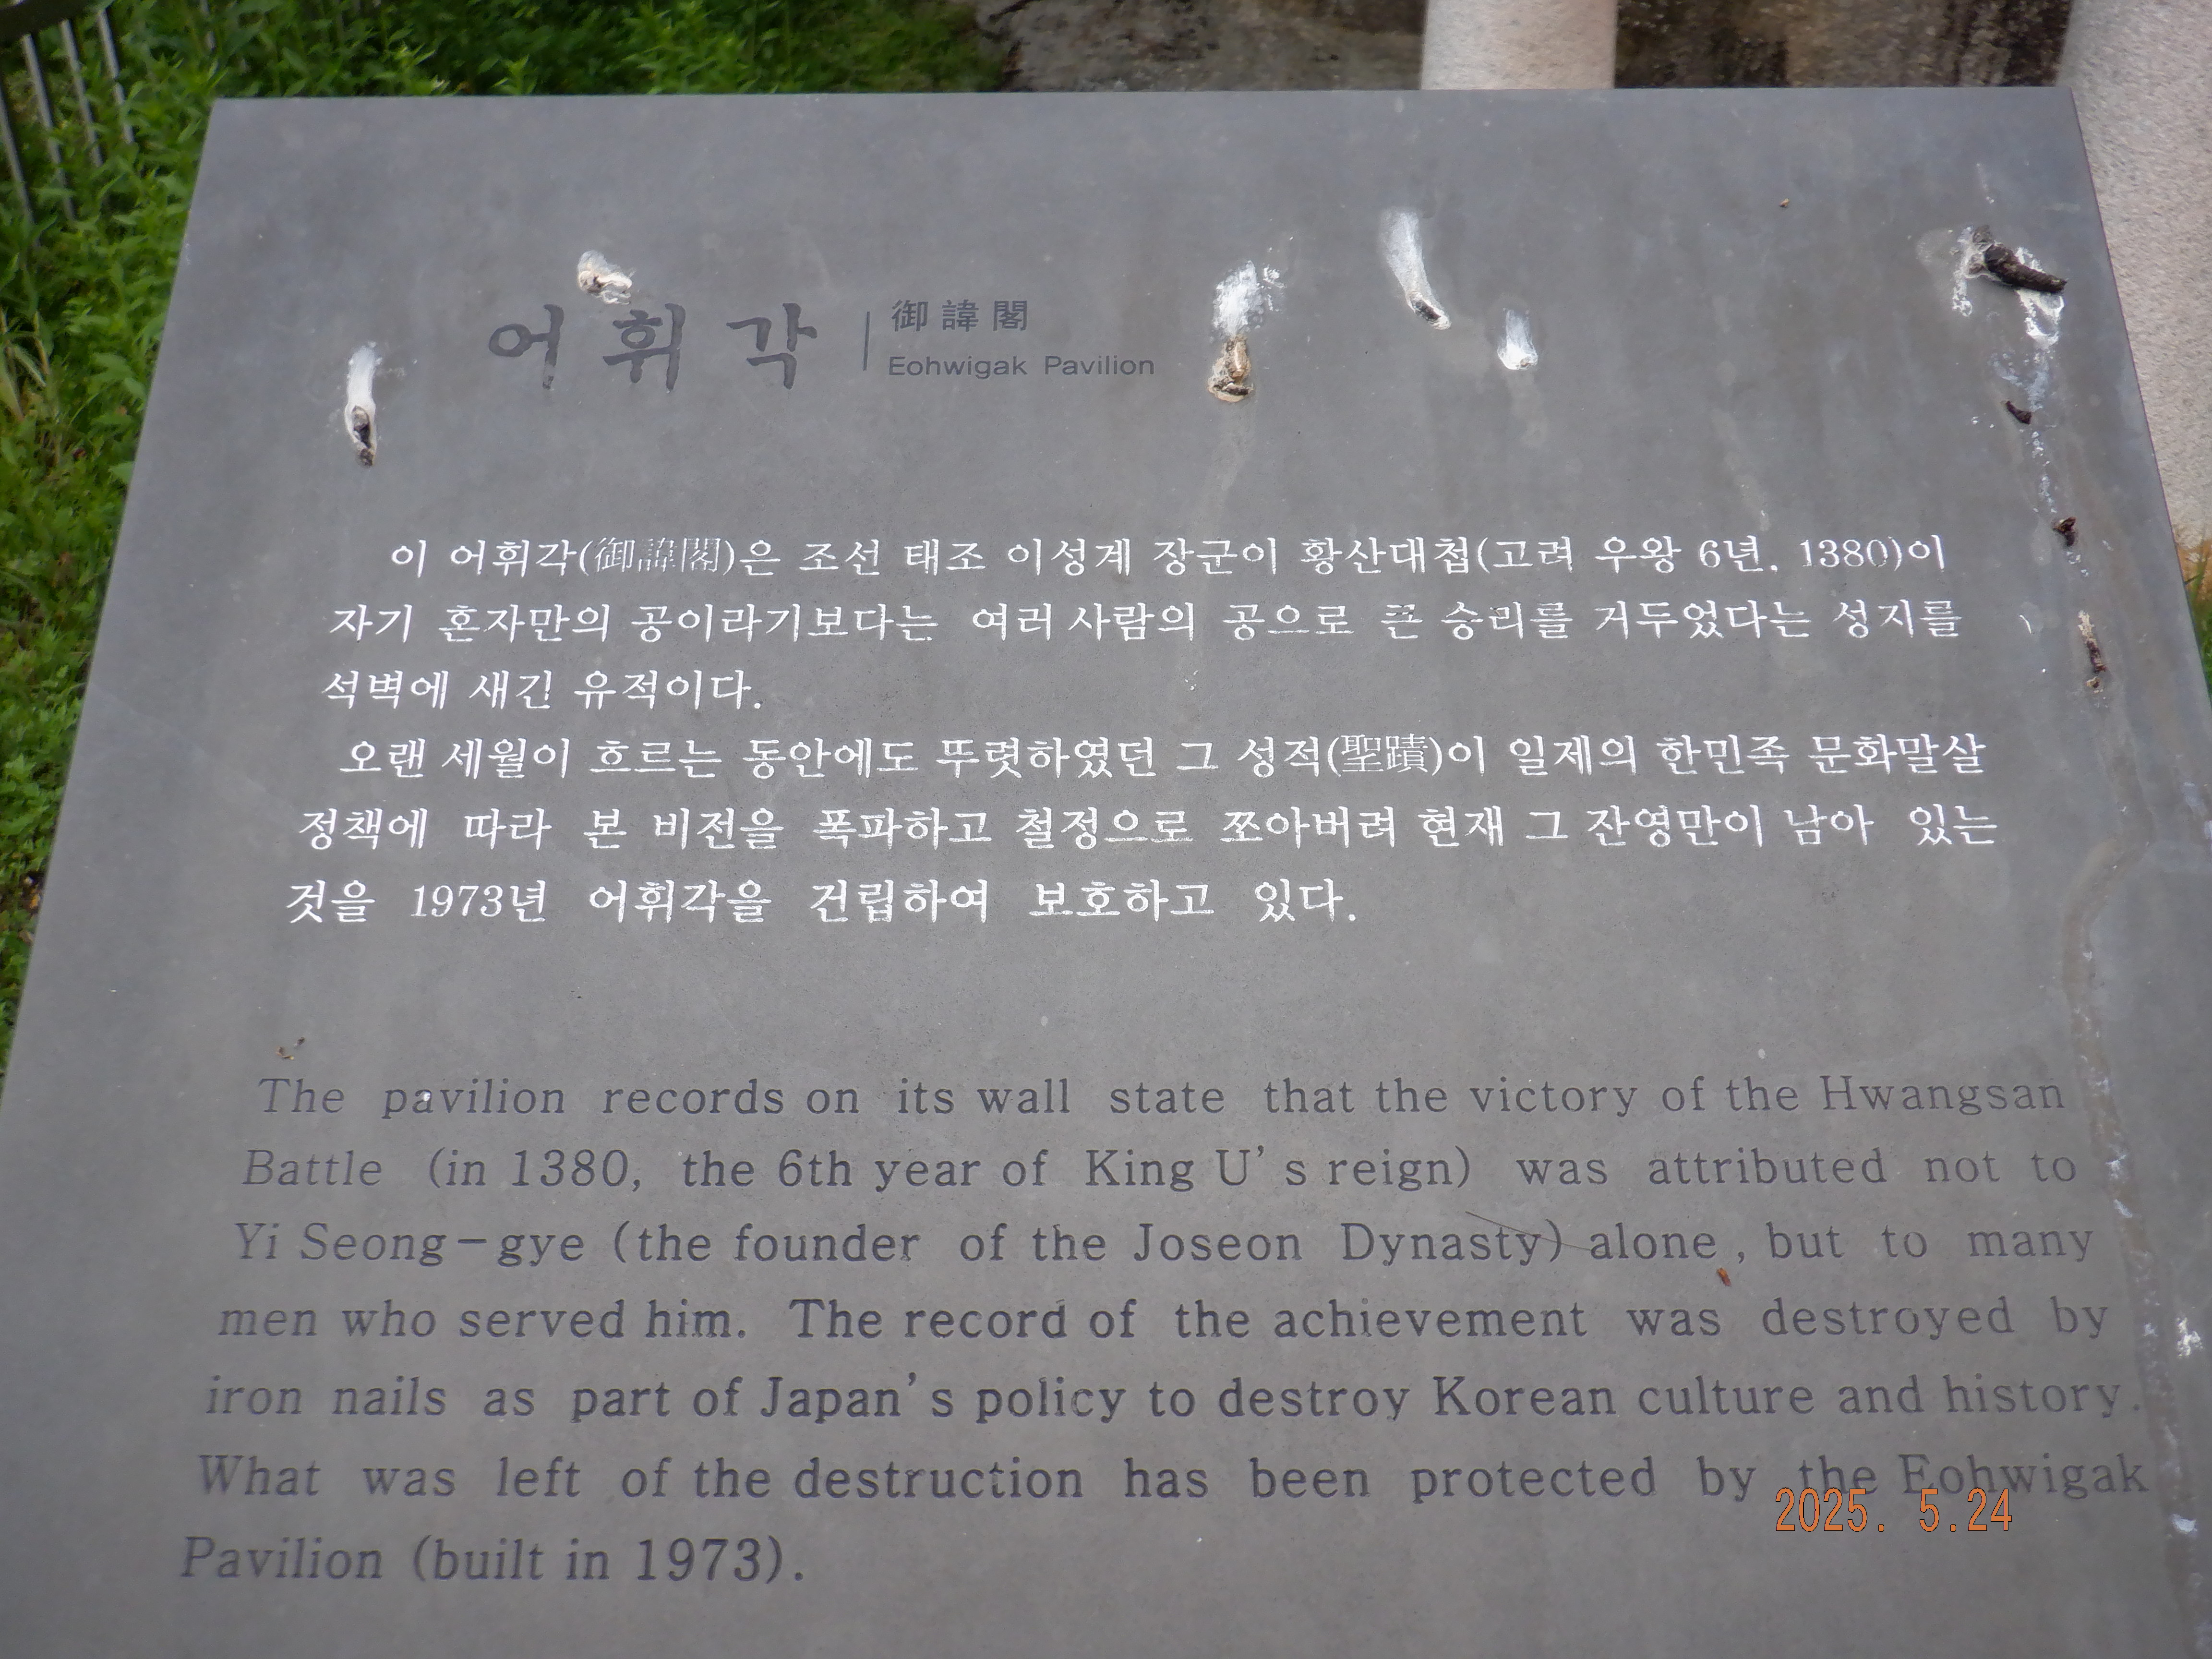 어휘각
御諱閣
Eohwigak Pavilion
이 어휘각(御諱閣)은 조선 태조 이성계 장군이 황산대첩(고려 우왕 6년, 1380)이
자기 혼자만의 공이라기보다는 여러 사람의 공으로 큰 승리를 거두었다는 성지를
석벽에 새긴 유적이다.
오랜 세월이 흐르는 동안에도 뚜렷하였던 그 성적(聖蹟)이 일제의 한민족 문화말살
정책에 따라 본 비전을 폭파하고 철정으로 쪼아버려 현재 그 잔영만이 남아 있는
것을 1973년 어휘각을 건립하여 보호하고 있다.
The pavilion records on its wall state that the victory of the Hwangsan
Battle (in 1380, the 6th year of King U's reign) was attributed not to
Yi Seong-gye (the founder of the Joseon Dynasty) alone, but to many
men who served him. The record of the achievement was destroyed by
iron nails as part of Japan's policy to destroy Korean culture and history.
What was left of the destruction has been protected by the Eohwigak
Pavilion (built in 1973).
2025. 5.24